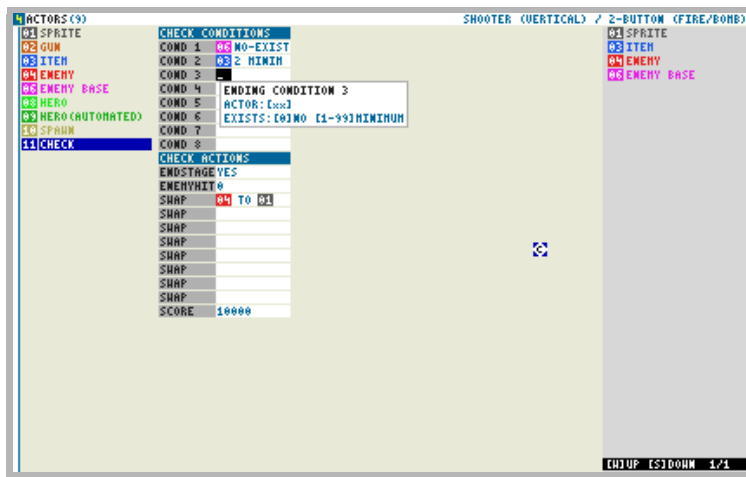 4 ACTORS(9)
SHOOTER (VERTICAL) / 2-BUTTON (FIRE/BOMB)
01 SPRITE
02 GUN
03 ITEM
04 ENEMY
06 ENEMY BASE
08 HERO
09 HERO(AUTOMATED)
10 SPAWN
11 CHECK
CHECK CONDITIONS
COND 1 06 NO-EXIST
COND 2 03 2 MINIM
COND 3 _
COND 4
COND 5
COND 6
COND 7
COND 8
ENDING CONDITION 3
ACTOR:[xx]
EXISTS:[0]NO [1-99]MINIMUM
CHECK ACTIONS
ENDSTAGE YES
ENEMYHIT 0
SWAP 04 TO 01
SWAP
SWAP
SWAP
SWAP
SWAP
SWAP
SWAP
SCORE 10000
C
01 SPRITE
03 ITEM
04 ENEMY
06 ENEMY BASE
[W]UP [S]DOWN 1/1